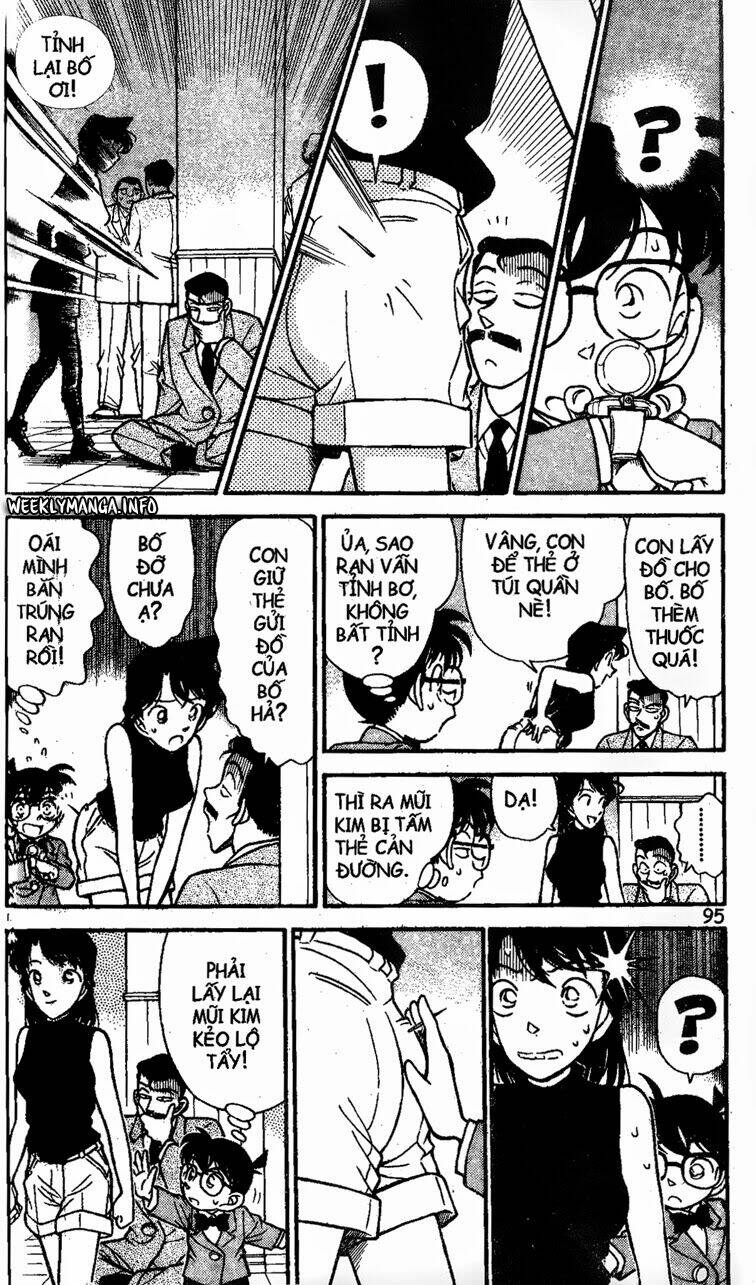 TỈNH
LẠI BỐ
ƠI!
!
?
WEEKLYMANGA.INFO
OÁI
MÌNH
BẮN
TRÚNG
RAN
RỒI!
BỐ
ĐỠ
CHƯA
Ạ?
CON
GIỮ
THẺ
GỬI
ĐỒ
CỦA
BỐ
HẢ?
ỦA, SAO
RAN VẪN
TỈNH BƠ,
KHÔNG
BẤT TỈNH
?
VÂNG, CON
ĐỂ THẺ Ở
TÚI QUẦN
NÈ!
CON LẤY
ĐỒ CHO
BỐ. BỐ
THÈM
THUỐC
QUÁ!
THÌ RA MŨI
KIM BỊ TẤM
THẺ CẢN
ĐƯỜNG.
DẠ!
........
95
PHẢI
LẤY LẠI
MŨI KIM
KẺO LỘ
TẨY!
?